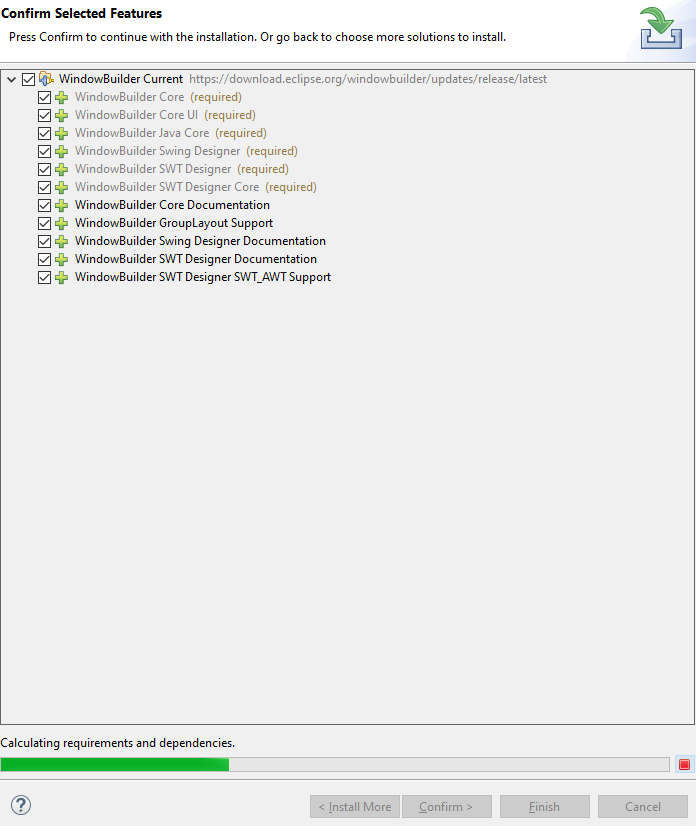 Confirm Selected Features
Press Confirm to continue with the installation. Or go back to choose more solutions to install.
WindowBuilder Current https://download.eclipse.org/windowbuilder/updates/release/latest
WindowBuilder Core (required)
WindowBuilder Core UI (required)
WindowBuilder Java Core (required)
WindowBuilder Swing Designer (required)
WindowBuilder SWT Designer (required)
WindowBuilder SWT Designer Core (required)
WindowBuilder Core Documentation
WindowBuilder GroupLayout Support
WindowBuilder Swing Designer Documentation
WindowBuilder SWT Designer Documentation
WindowBuilder SWT Designer SWT_AWT Support
Calculating requirements and dependencies.
? < Install More Confirm > Finish Cancel